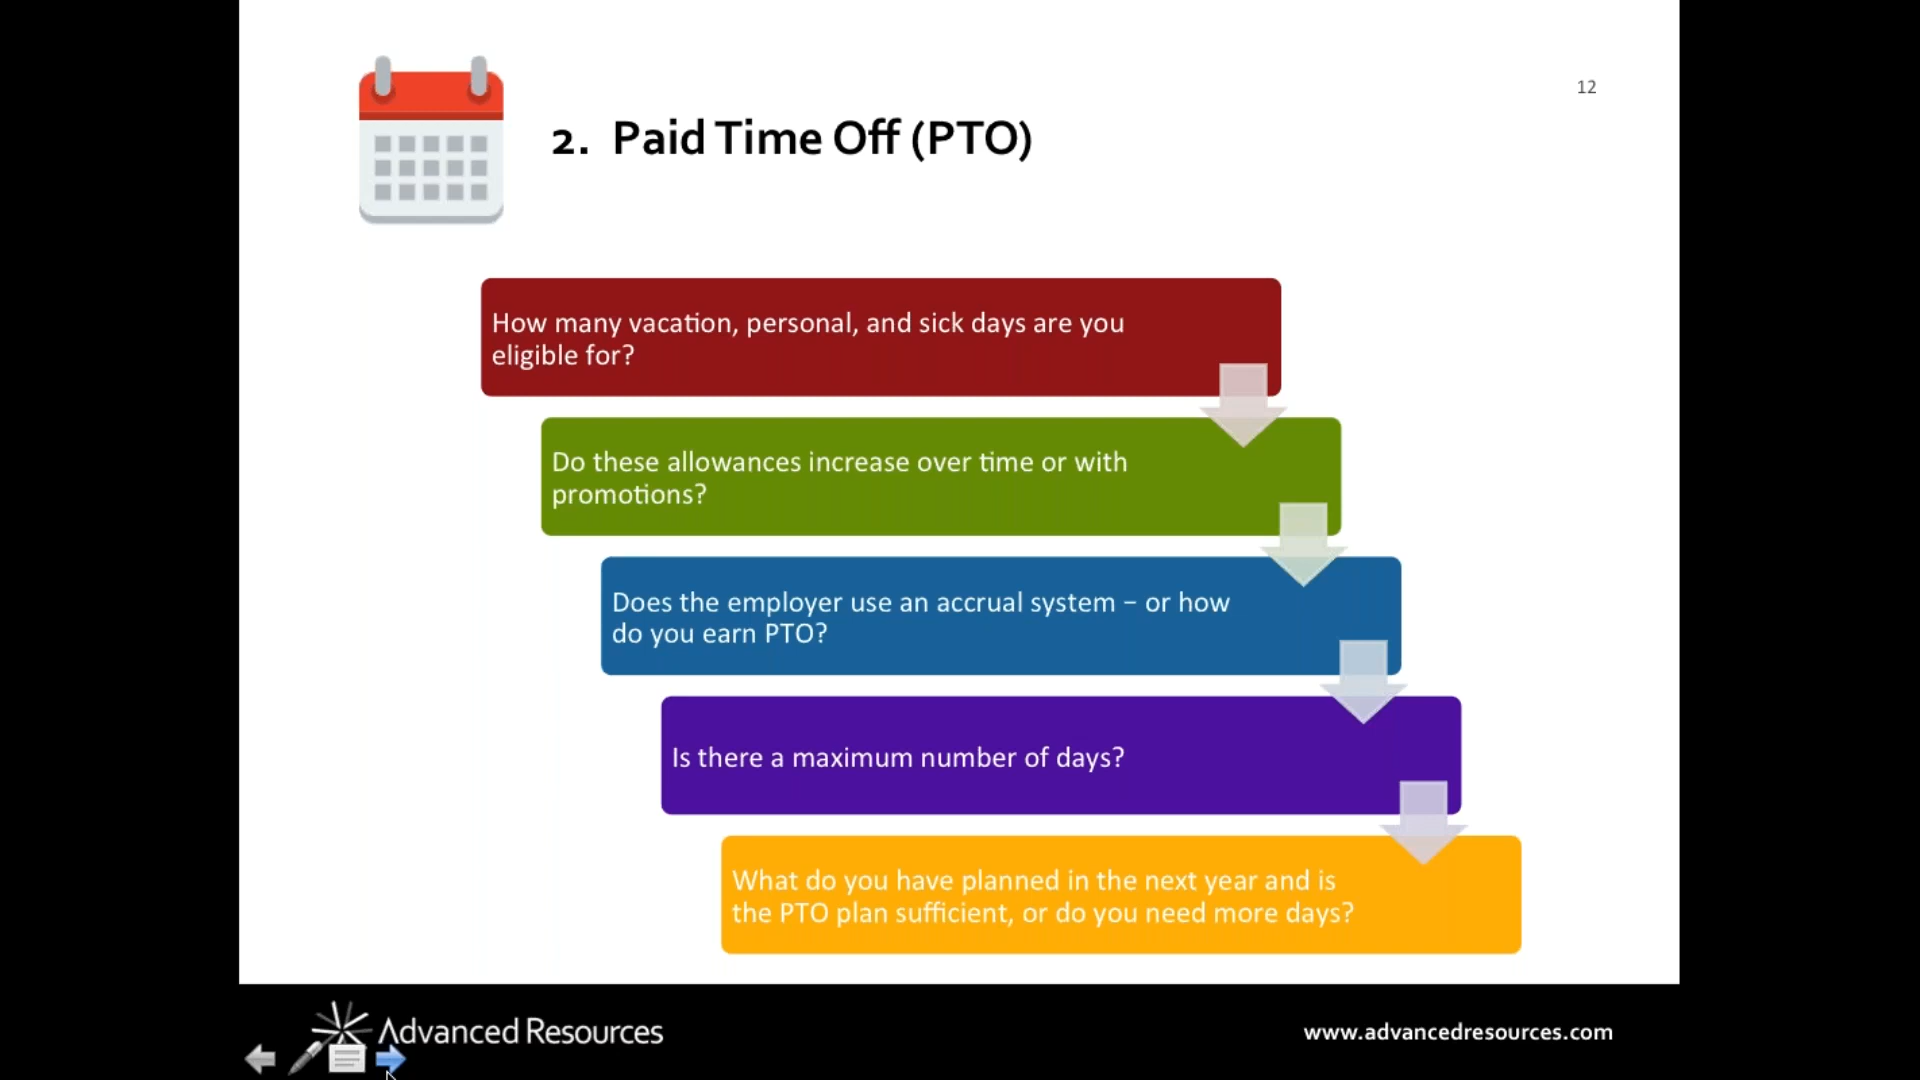 12
2. Paid Time Off (PTO)
How many vacation, personal, and sick days are you
eligible for?
Do these allowances increase over time or with
promotions?
Does the employer use an accrual system – or how
do you earn PTO?
Is there a maximum number of days?
What do you have planned in the next year and is
the PTO plan sufficient, or do you need more days?
Advanced Resources
www.advancedresources.com